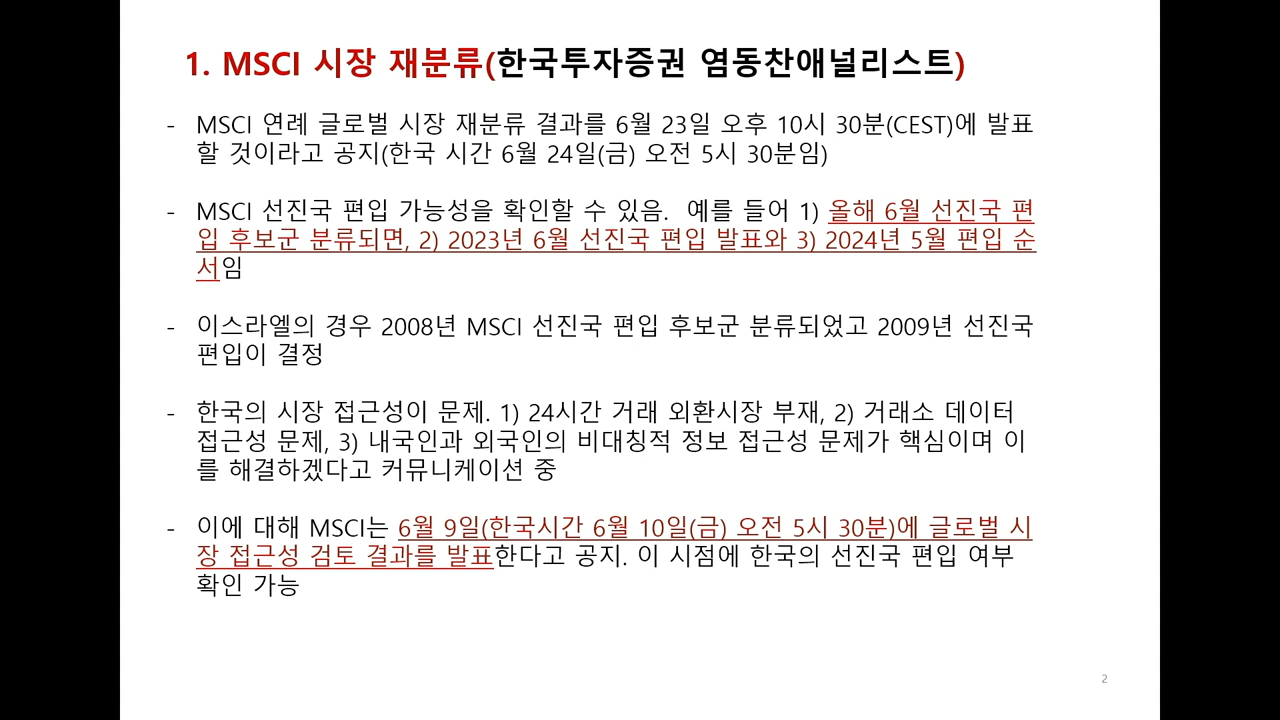 1. MSCI 시장 재분류(한국투자증권 염동찬애널리스트)
- MSCI 연례 글로벌 시장 재분류 결과를 6월 23일 오후 10시 30분(CEST)에 발표
할 것이라고 공지(한국 시간 6월 24일(금) 오전 5시 30분임)
- MSCI 선진국 편입 가능성을 확인할 수 있음. 예를 들어 1) 올해 6월 선진국 편
입 후보군 분류되면, 2) 2023년 6월 선진국 편입 발표와 3) 2024년 5월 편입 순
서임
- 이스라엘의 경우 2008년 MSCI 선진국 편입 후보군 분류되었고 2009년 선진국
편입이 결정
- 한국의 시장 접근성이 문제. 1) 24시간 거래 외환시장 부재, 2) 거래소 데이터
접근성 문제, 3) 내국인과 외국인의 비대칭적 정보 접근성 문제가 핵심이며 이
를 해결하겠다고 커뮤니케이션 중
- 이에 대해 MSCI는 6월 9일(한국시간 6월 10일(금) 오전 5시 30분)에 글로벌 시
장 접근성 검토 결과를 발표한다고 공지. 이 시점에 한국의 선진국 편입 여부
확인 가능
2